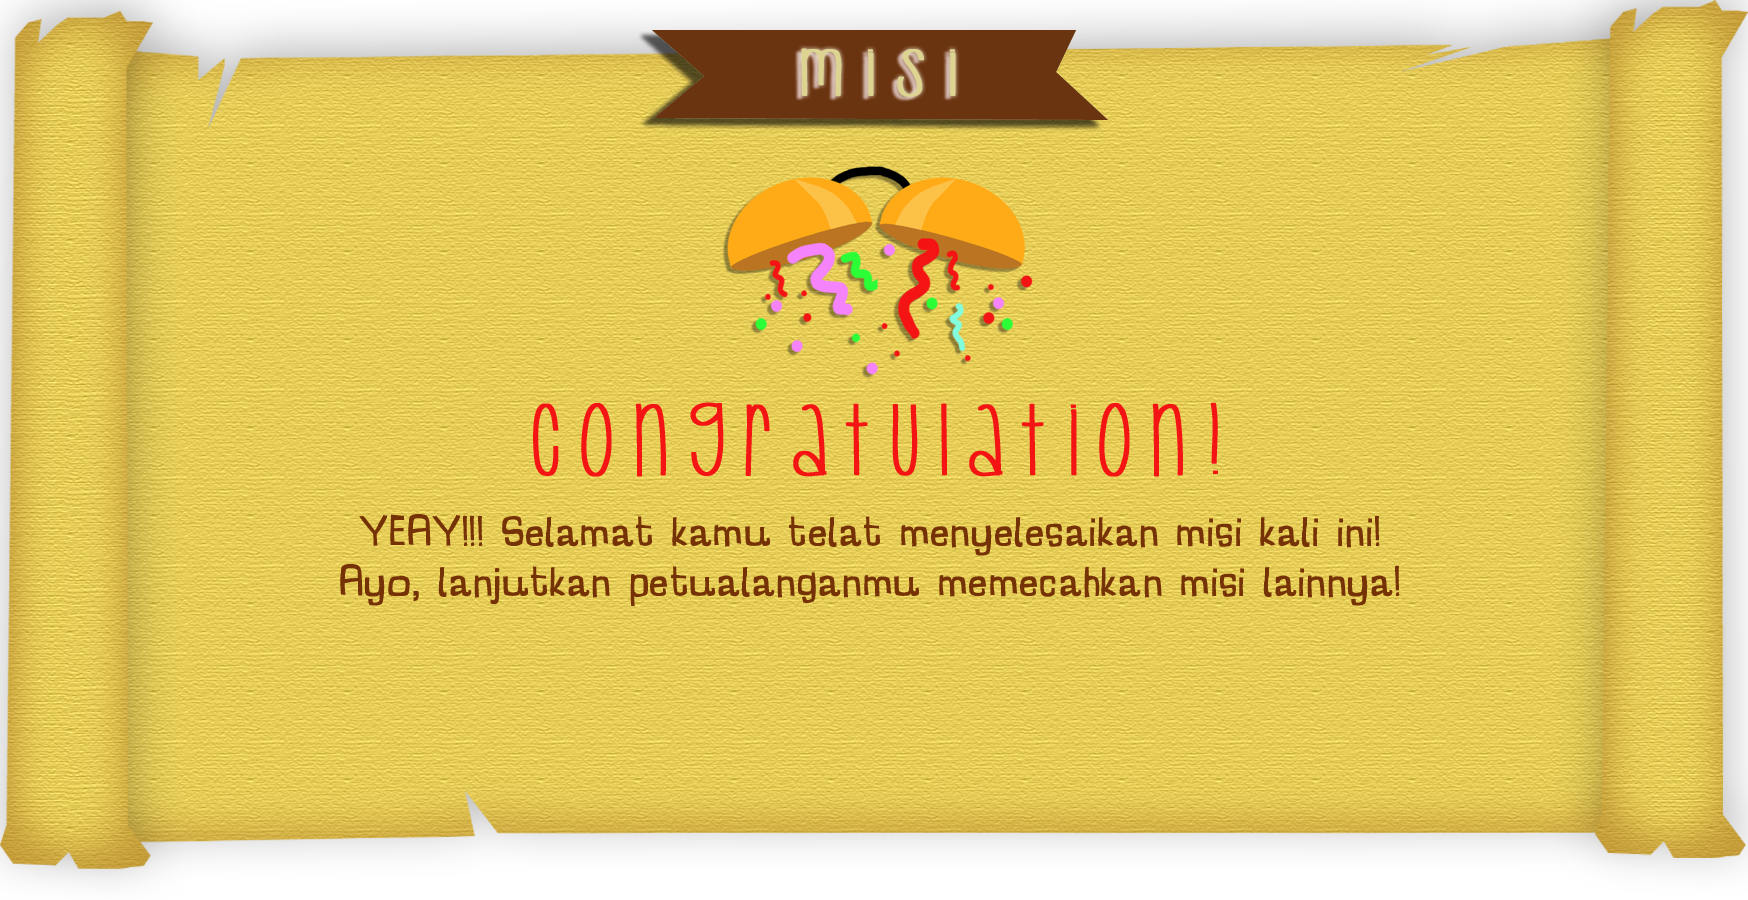 MISI
congratulation!
YEAY!!! Selamat kamu telat menyelesaikan misi kali ini!
Ayo, lanjutkan petualanganmu memecahkan misi lainnya!